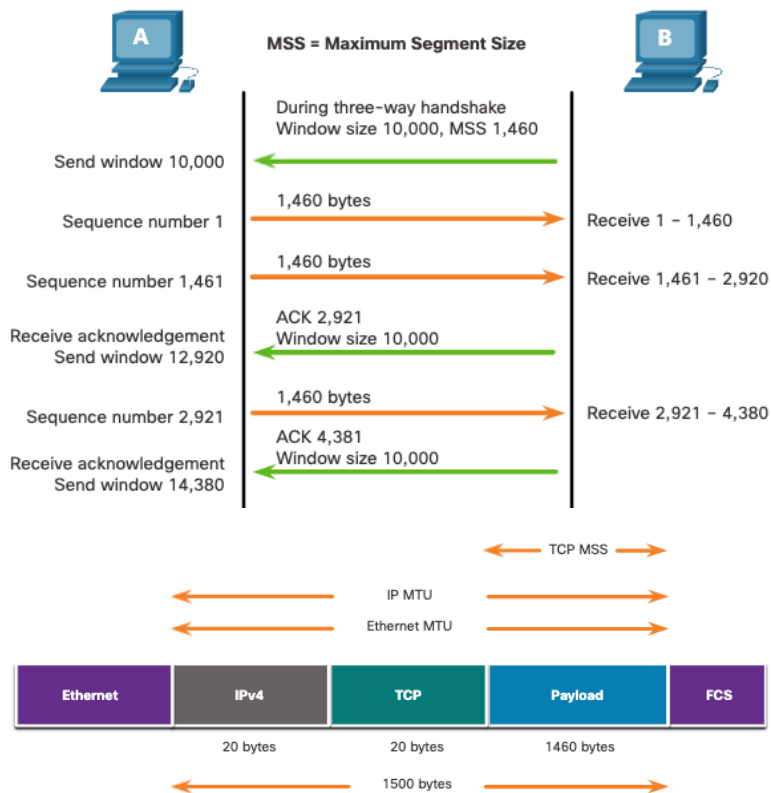 A
MSS = Maximum Segment Size
B
During three-way handshake
Window size 10,000, MSS 1,460
Send window 10,000
1,460 bytes
Sequence number 1
Receive 1 – 1,460
1,460 bytes
Sequence number 1,461
Receive 1,461 – 2,920
ACK 2,921
Window size 10,000
Receive acknowledgement
Send window 12,920
1,460 bytes
Sequence number 2,921
Receive 2,921 – 4,380
ACK 4,381
Window size 10,000
Receive acknowledgement
Send window 14,380
TCP MSS
IP MTU
Ethernet MTU
Ethernet
IPv4
TCP
Payload
FCS
20 bytes
20 bytes
1460 bytes
1500 bytes